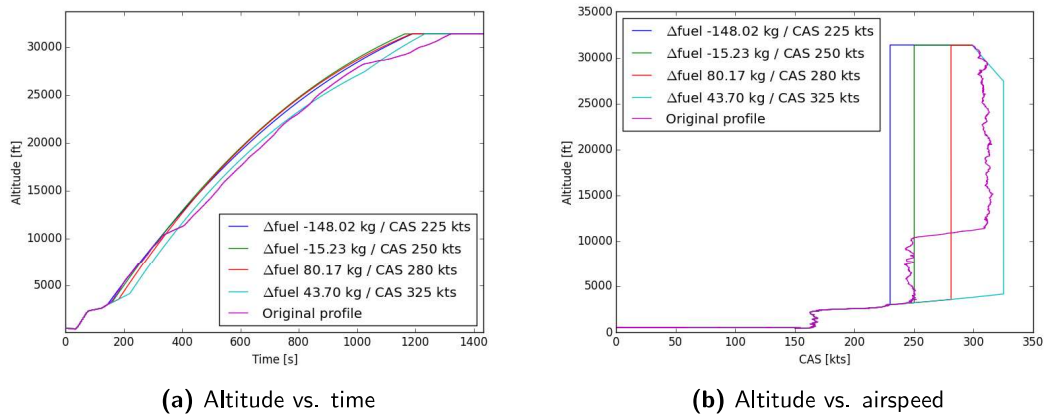 35000
30000
25000
20000
15000
10000
5000
0
Altitude [ft]
Δfuel -148.02 kg / CAS 225 kts
Δfuel -15.23 kg / CAS 250 kts
Δfuel 80.17 kg / CAS 280 kts
Δfuel 43.70 kg / CAS 325 kts
Original profile
0 50 100 150 200 250 300 350
CAS [kts]
30000
25000
20000
15000
10000
5000
Altitude [ft]
Δfuel -148.02 kg / CAS 225 kts
Δfuel -15.23 kg / CAS 250 kts
Δfuel 80.17 kg / CAS 280 kts
Δfuel 43.70 kg / CAS 325 kts
Original profile
0 200 400 600 800 1000 1200 1400
Time [s]
(a) Altitude vs. time
(b) Altitude vs. airspeed